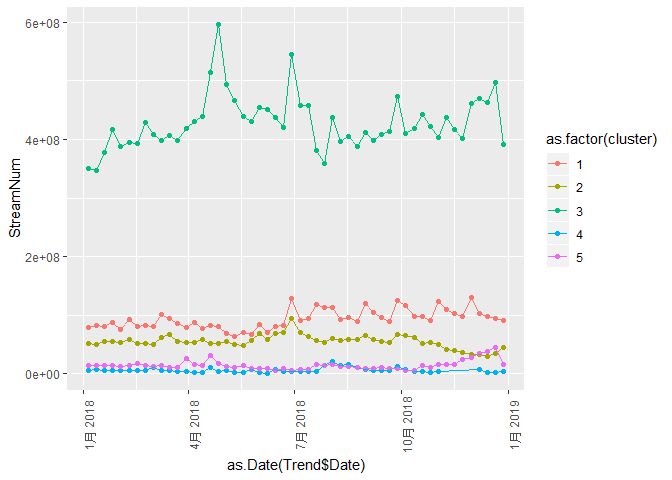 6e+08
4e+08
2e+08
0e+00
StreamNum
1月 2018
4月 2018
7月 2018
10月 2018
1月 2019
as.Date(Trend$Date)
as.factor(cluster)
1
2
3
4
5